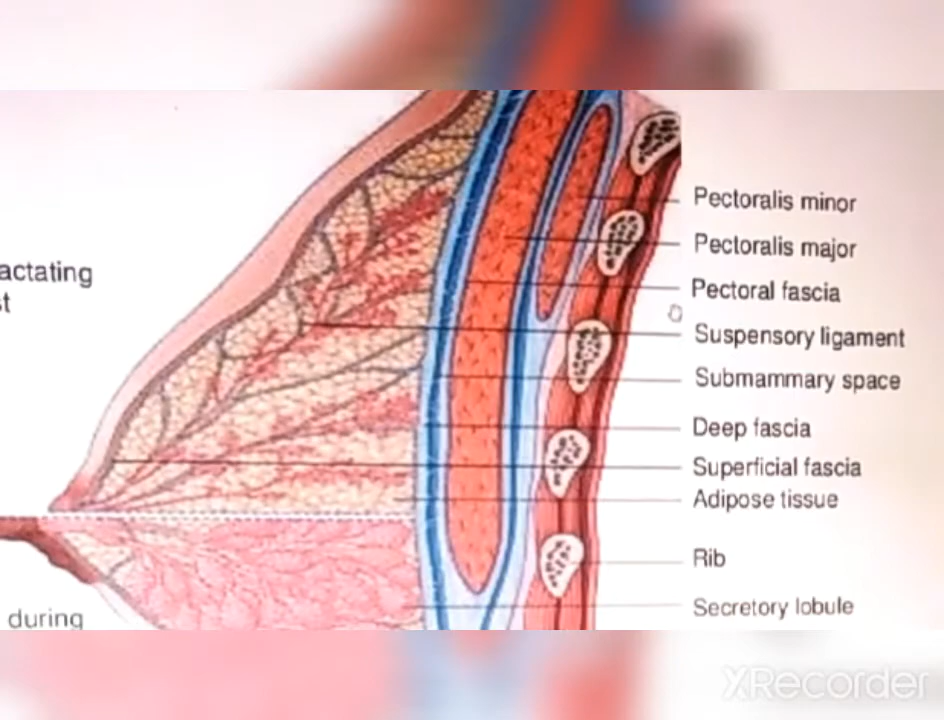 actating
st
Pectoralis minor
Pectoralis major
Pectoral fascia
Suspensory ligament
Submammary space
Deep fascia
Superficial fascia
Adipose tissue
Rib
during
Secretory lobule
XRecorder